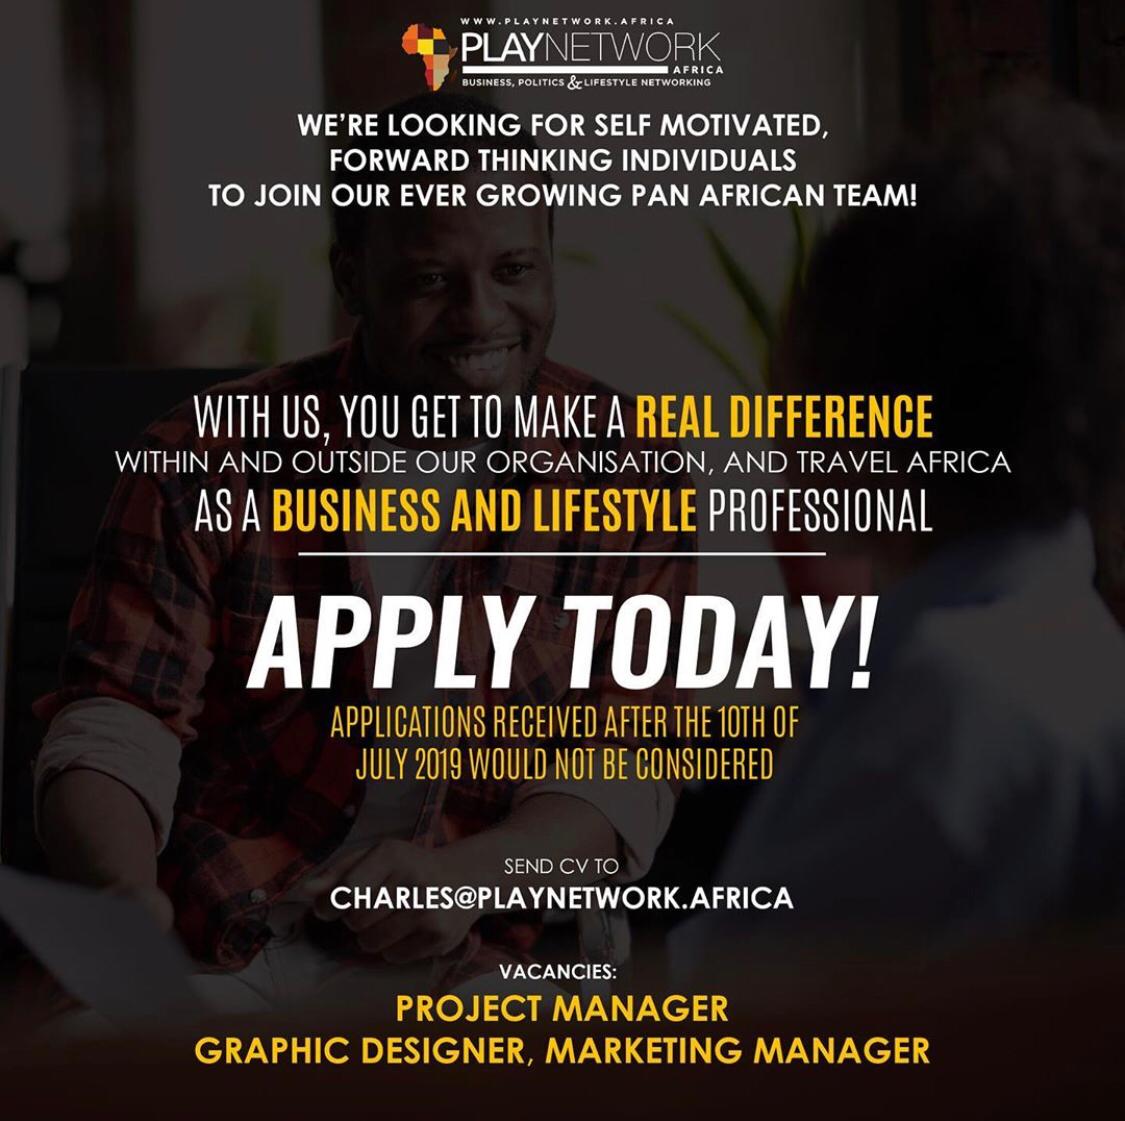 WWW.PLAYNETWORK.AFRICA
PLAYNETWORK
AFRICA
BUSINESS, POLITICS & LIFESTYLE NETWORKING
WE'RE LOOKING FOR SELF MOTIVATED,
FORWARD THINKING INDIVIDUALS
TO JOIN OUR EVER GROWING PAN AFRICAN TEAM!
WITH US, YOU GET TO MAKE A REAL DIFFERENCE
WITHIN AND OUTSIDE OUR ORGANISATION, AND TRAVEL AFRICA
AS A BUSINESS AND LIFESTYLE PROFESSIONAL
APPLY TODAY!
APPLICATIONS RECEIVED AFTER THE 10TH OF
JULY 2019 WOULD NOT BE CONSIDERED
SEND CV TO
CHARLES@PLAYNETWORK.AFRICA
VACANCIES:
PROJECT MANAGER
GRAPHIC DESIGNER, MARKETING MANAGER